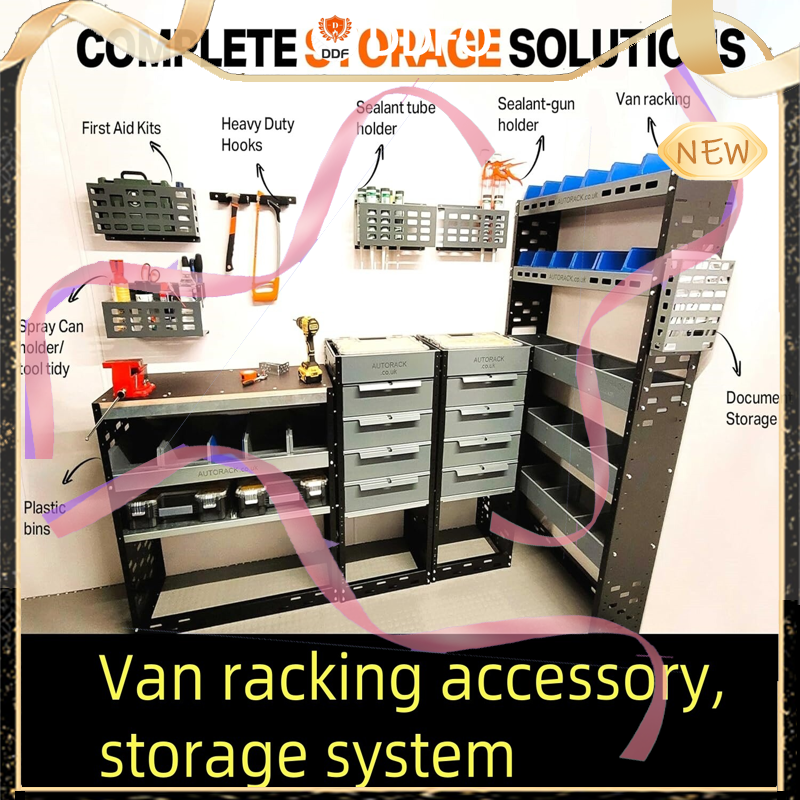 COMPLETE STORAGE SOLUTIONS
D
DDF
First Aid Kits
Heavy Duty
Hooks
Sealant tube
holder
Sealant-gun
holder
Van racking
NEW
AUTORACK.co.uk
AUTORACK.co.uk
Spray Can
holder/
tool tidy
AUTORACK
.co.uk
AUTORACK
.co.uk
Docume
Storage
AUTORACK.co.uk
Plastic
bins
Van racking accessory,
storage system